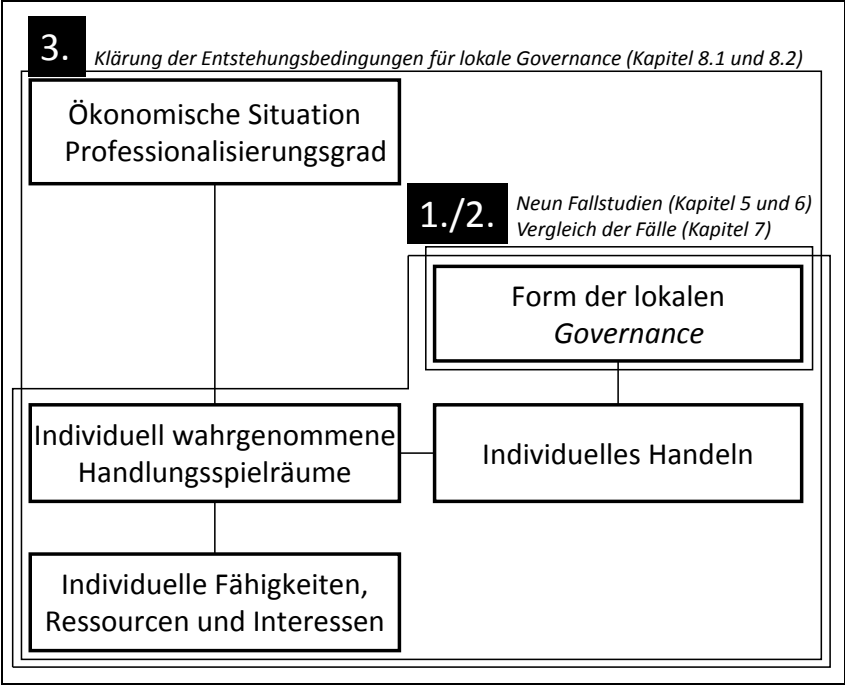 3.
Klärung der Entstehungsbedingungen für lokale Governance (Kapitel 8.1 und 8.2)
Ökonomische Situation
Professionalisierungsgrad
1./2.
Neun Fallstudien (Kapitel 5 und 6)
Vergleich der Fälle (Kapitel 7)
Form der lokalen
Governance
Individuell wahrgenommene
Handlungsspielräume
Individuelles Handeln
Individuelle Fähigkeiten,
Ressourcen und Interessen